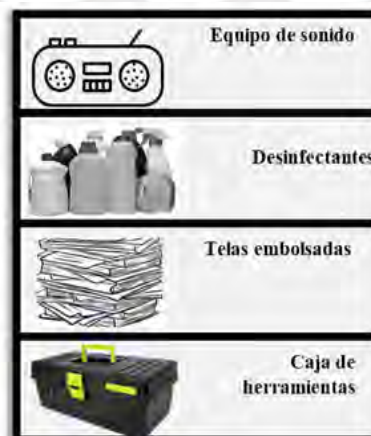 Equipo de sonido
Desinfectantes
Telas embolsadas
Caja de
herramientas